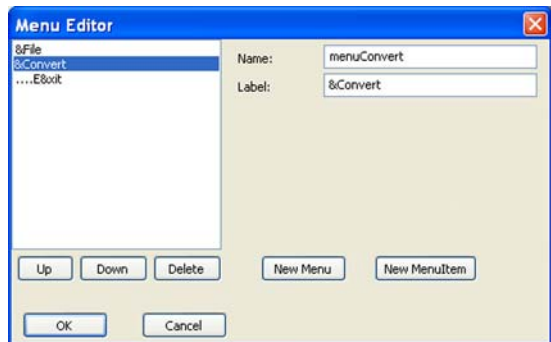 Menu Editor
&File
&Convert
....E&xit
Name: menuConvert
Label: &Convert
Up Down Delete New Menu New MenuItem
OK Cancel